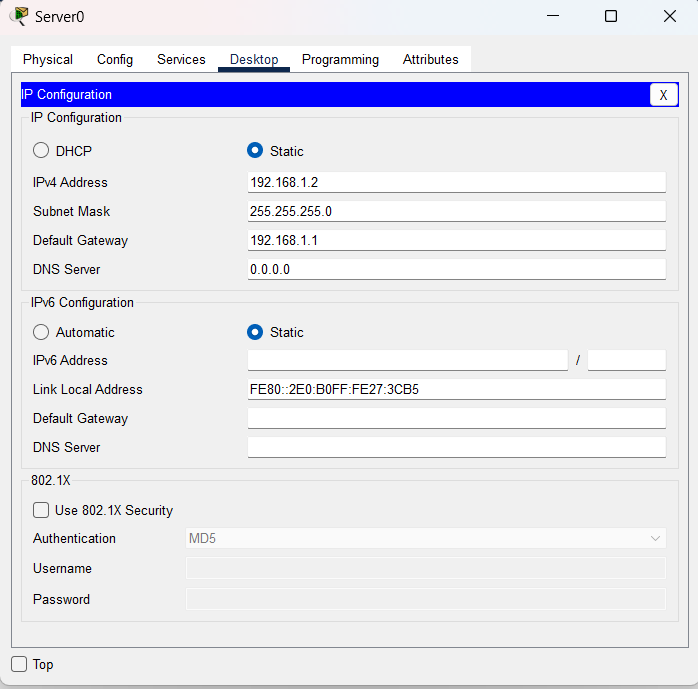 Server0
Physical Config Services Desktop Programming Attributes
IP Configuration X
IP Configuration
DHCP Static
IPv4 Address 192.168.1.2
Subnet Mask 255.255.255.0
Default Gateway 192.168.1.1
DNS Server 0.0.0.0
IPv6 Configuration
Automatic Static
IPv6 Address /
Link Local Address FE80::2E0:B0FF:FE27:3CB5
Default Gateway
DNS Server
802.1X
Use 802.1X Security
Authentication MD5
Username
Password
Top